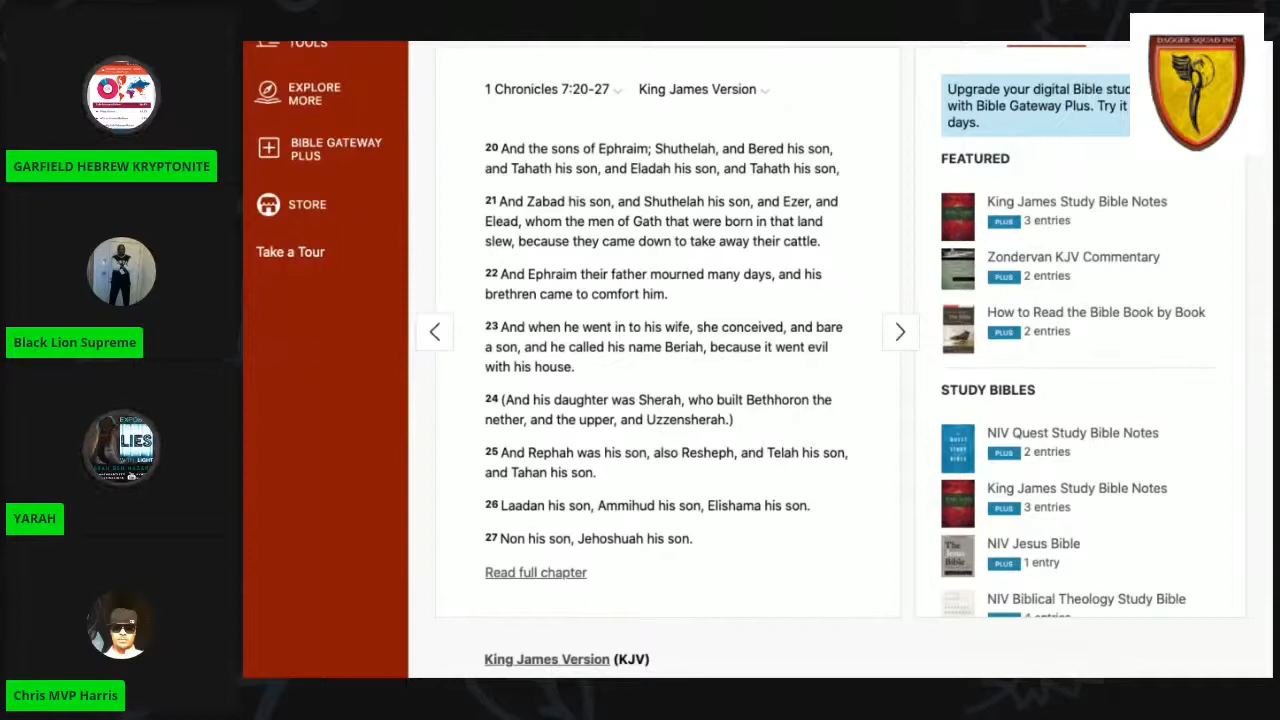 GARFIELD HEBREW KRYPTONITE
Black Lion Supreme
EXPOSE
LIES
WITH LIGHT
YARAH
Chris MVP Harris
TOOLS
EXPLORE
MORE
BIBLE GATEWAY
PLUS
STORE
Take a Tour
1 Chronicles 7:20-27 King James Version
20 And the sons of Ephraim; Shuthelah, and Bered his son,
and Tahath his son, and Eladah his son, and Tahath his son,
21 And Zabad his son, and Shuthelah his son, and Ezer, and
Elead, whom the men of Gath that were born in that land
slew, because they came down to take away their cattle.
22 And Ephraim their father mourned many days, and his
brethren came to comfort him.
23 And when he went in to his wife, she conceived, and bare
a son, and he called his name Beriah, because it went evil
with his house.
24 (And his daughter was Sherah, who built Bethhoron the
nether, and the upper, and Uzzensherah.)
25 And Rephah was his son, also Resheph, and Telah his son,
and Tahan his son.
26 Laadan his son, Ammihud his son, Elishama his son.
27 Non his son, Jehoshuah his son.
Read full chapter
King James Version (KJV)
DAGGER SQUAD INC
Upgrade your digital Bible stud
with Bible Gateway Plus. Try it
days.
FEATURED
King James Study Bible Notes
PLUS 3 entries
Zondervan KJV Commentary
PLUS 2 entries
How to Read the Bible Book by Book
PLUS 2 entries
STUDY BIBLES
NIV Quest Study Bible Notes
PLUS 2 entries
King James Study Bible Notes
PLUS 3 entries
The Jesus Bible
NIV Jesus Bible
PLUS 1 entry
NIV Biblical Theology Study Bible